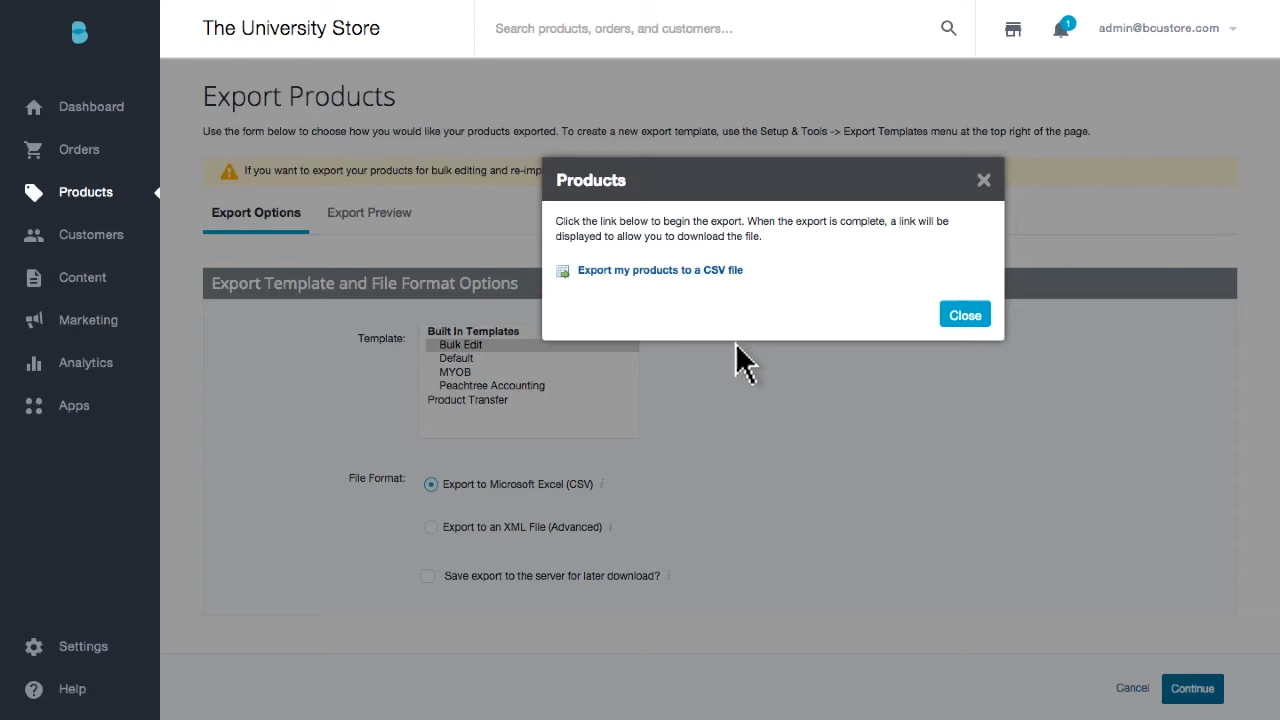 The University Store
Search products, orders, and customers...
1
admin@bcustore.com
Dashboard
Orders
Products
Customers
Content
Marketing
Analytics
Apps
Settings
Help
Export Products
Use the form below to choose how you would like your products exported. To create a new export template, use the Setup & Tools -> Export Templates menu at the top right of the page.
If you want to export your products for bulk editing and re-imp
Export Options
Export Preview
Export Template and File Format Options
Template:
Built In Templates
Bulk Edit
Default
MYOB
Peachtree Accounting
Product Transfer
File Format:
Export to Microsoft Excel (CSV) i
Export to an XML File (Advanced) i
Save export to the server for later download? i
Products
Click the link below to begin the export. When the export is complete, a link will be
displayed to allow you to download the file.
Export my products to a CSV file
Close
Cancel
Continue